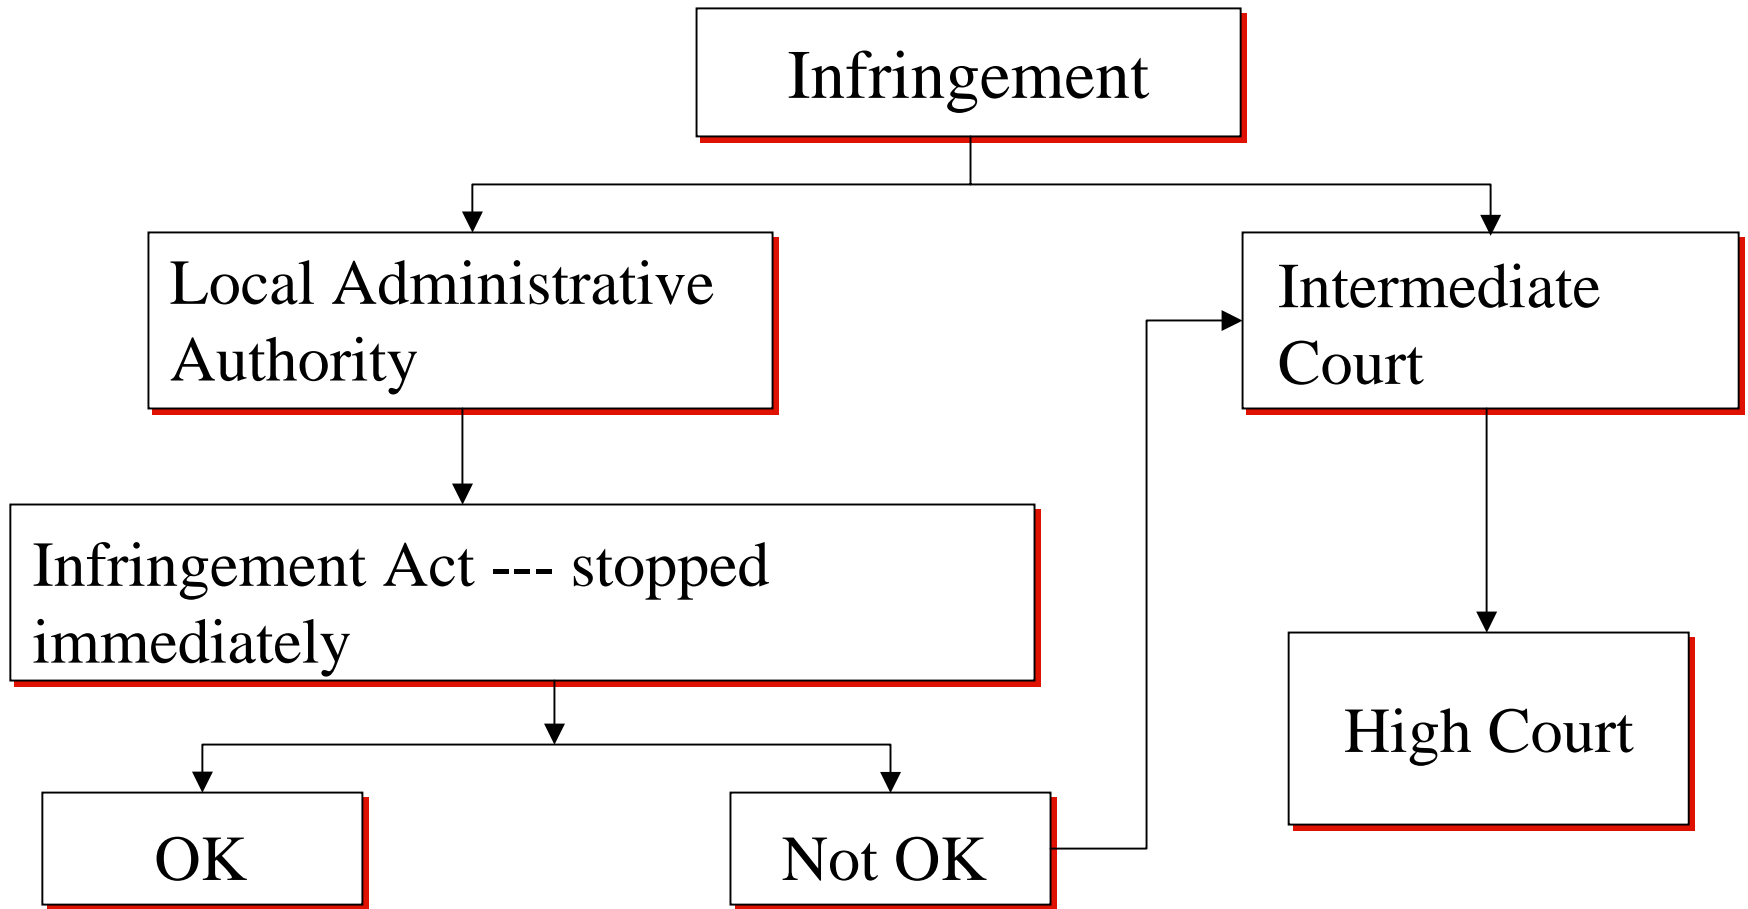 Infringement
Local Administrative
Authority
Intermediate
Court
Infringement Act --- stopped
immediately
High Court
OK
Not OK